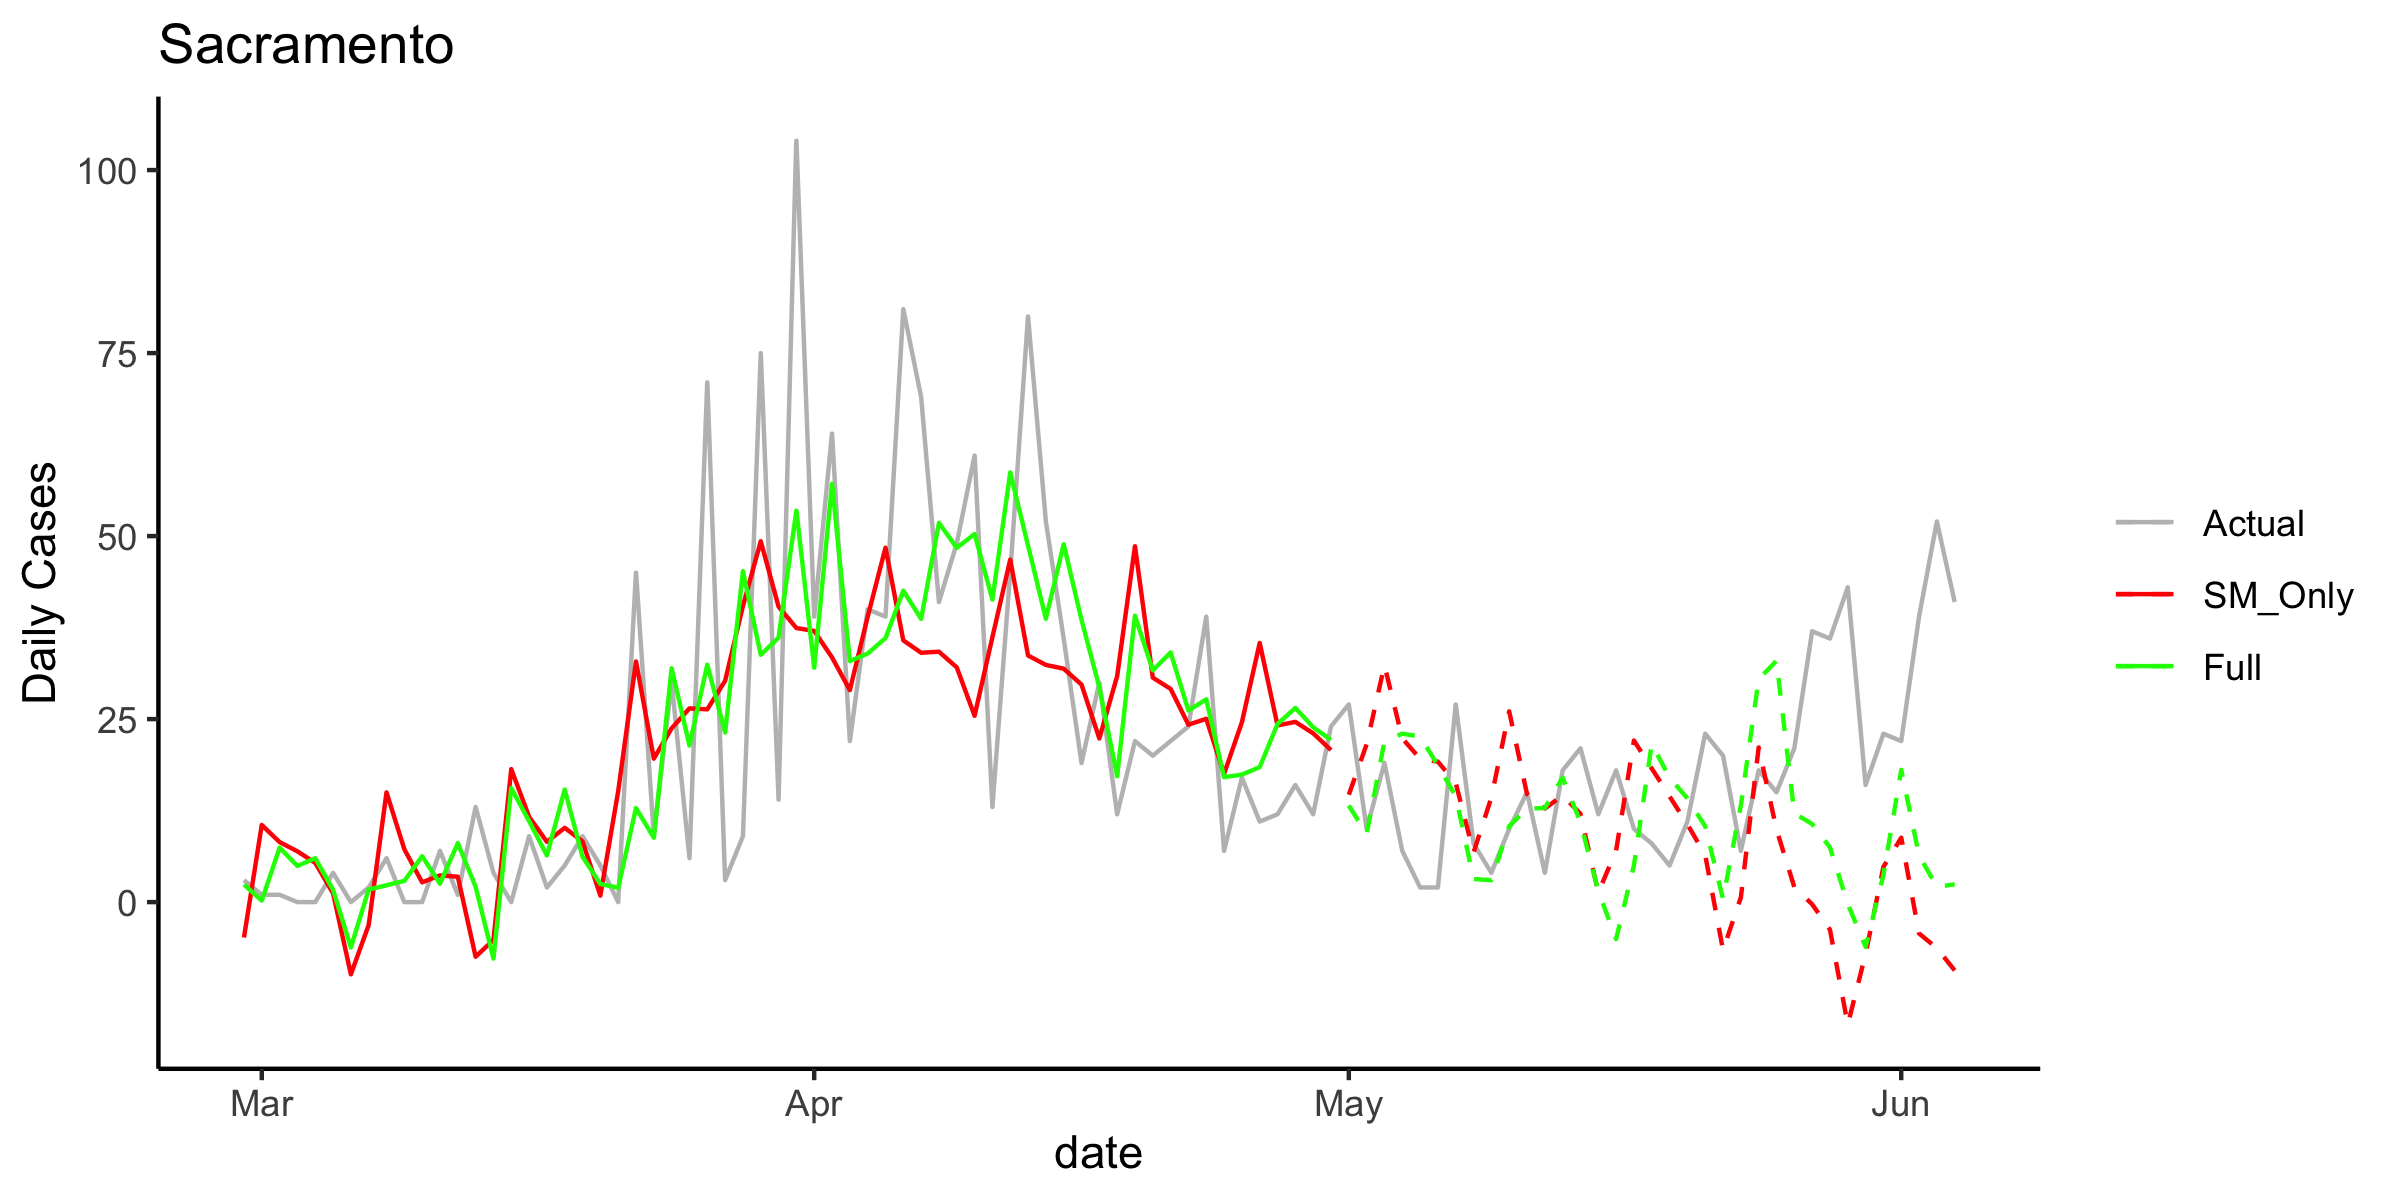 Sacramento
Daily Cases
100
75
50
25
0
Mar
Apr
May
Jun
date
Actual
SM_Only
Full